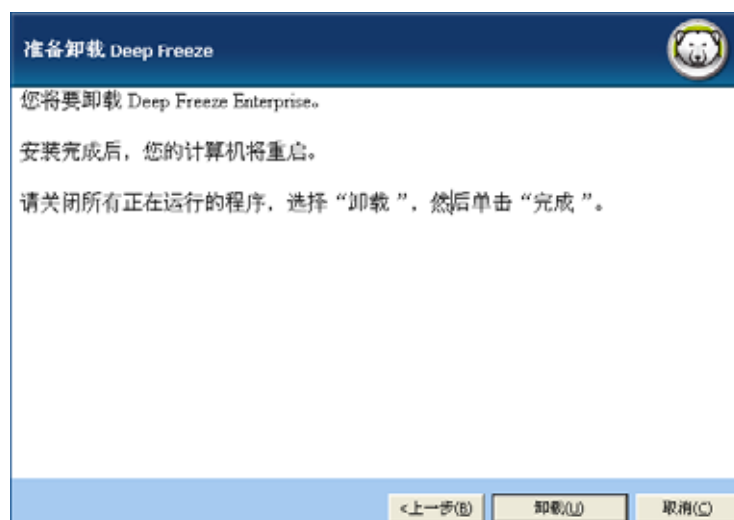 准备卸载 Deep Freeze
您将要卸载 Deep Freeze Enterprise。
安装完成后，您的计算机将重启。
请关闭所有正在运行的程序，选择“卸载 ”，然后单击“完成 ”。
<上一步(B)
卸载(U)
取消(C)